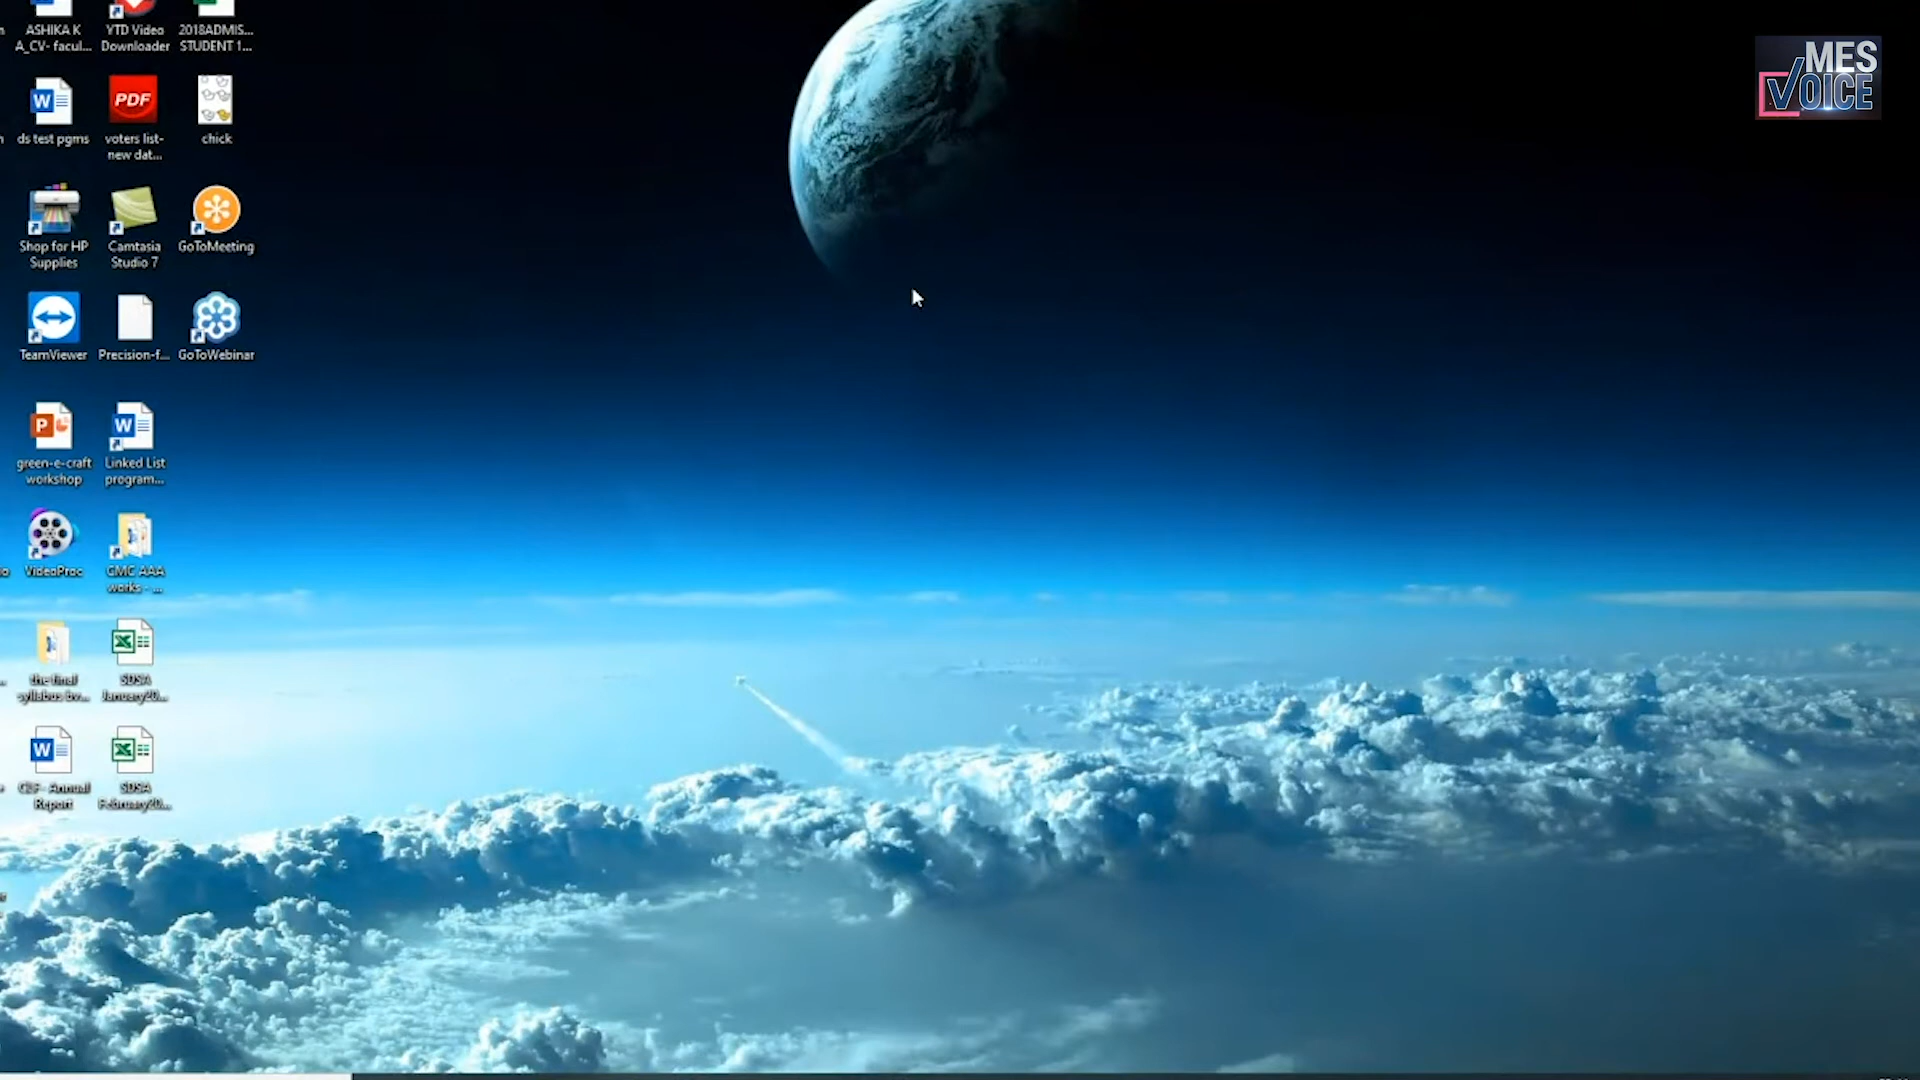 ASHIKA K
A_CV- facul...
YTD Video
Downloader
2018ADMIS...
STUDENT 1...
W
ds test pgms
PDF
voters list-
new dat...
chick
Shop for HP
Supplies
Camtasia
Studio 7
GoToMeeting
TeamViewer
Precision-f...
GoToWebinar
P
green-e-craft
workshop
W
Linked List
program...
VideoProc
CMC AAA
works - ...
the final
syllabus bv...
X
SDSA
January20...
W
Annual
Report
X
SDSA
February20...
MES
VOICE